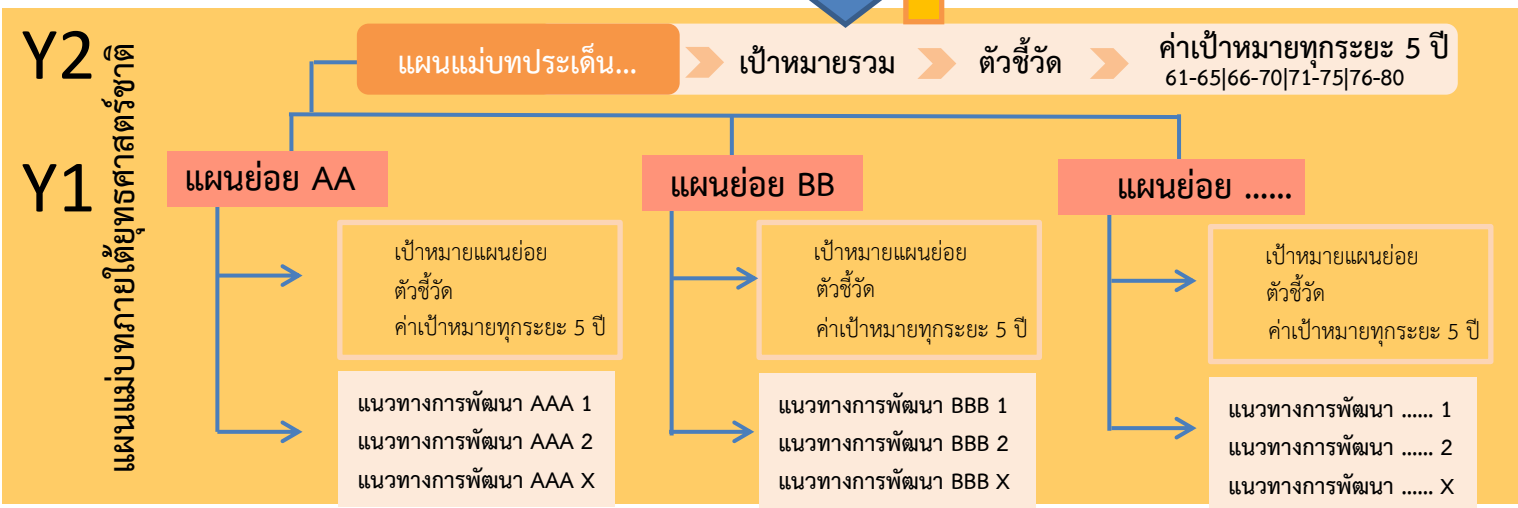 Y2
Y1
แผนแม่บทภายใต้ยุทธศาสตร์ชาติ
แผนแม่บทประเด็น...
เป้าหมายรวม
ตัวชี้วัด
ค่าเป้าหมายทุกระยะ 5 ปี
61-65|66-70|71-75|76-80
แผนย่อย AA
เป้าหมายแผนย่อย
ตัวชี้วัด
ค่าเป้าหมายทุกระยะ 5 ปี
แนวทางการพัฒนา AAA 1
แนวทางการพัฒนา AAA 2
แนวทางการพัฒนา AAA X
แผนย่อย BB
เป้าหมายแผนย่อย
ตัวชี้วัด
ค่าเป้าหมายทุกระยะ 5 ปี
แนวทางการพัฒนา BBB 1
แนวทางการพัฒนา BBB 2
แนวทางการพัฒนา BBB X
แผนย่อย ......
เป้าหมายแผนย่อย
ตัวชี้วัด
ค่าเป้าหมายทุกระยะ 5 ปี
แนวทางการพัฒนา ...... 1
แนวทางการพัฒนา ...... 2
แนวทางการพัฒนา ...... X